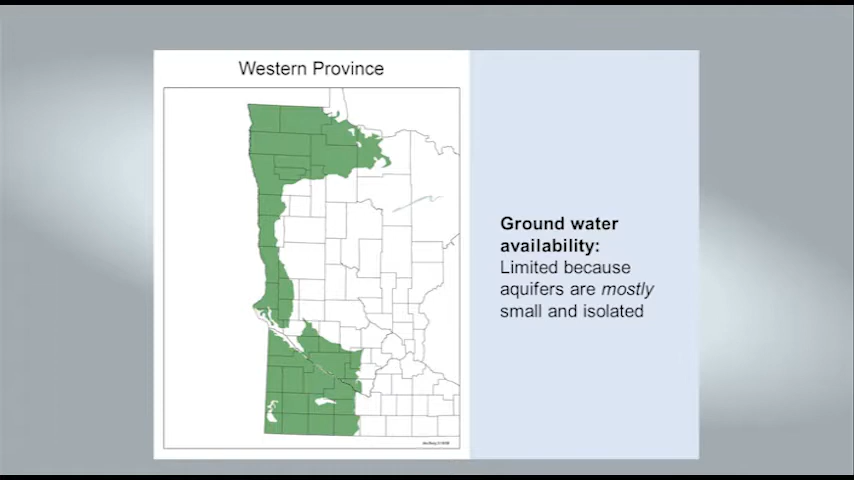 Western Province
Ground water
availability:
Limited because
aquifers are mostly
small and isolated